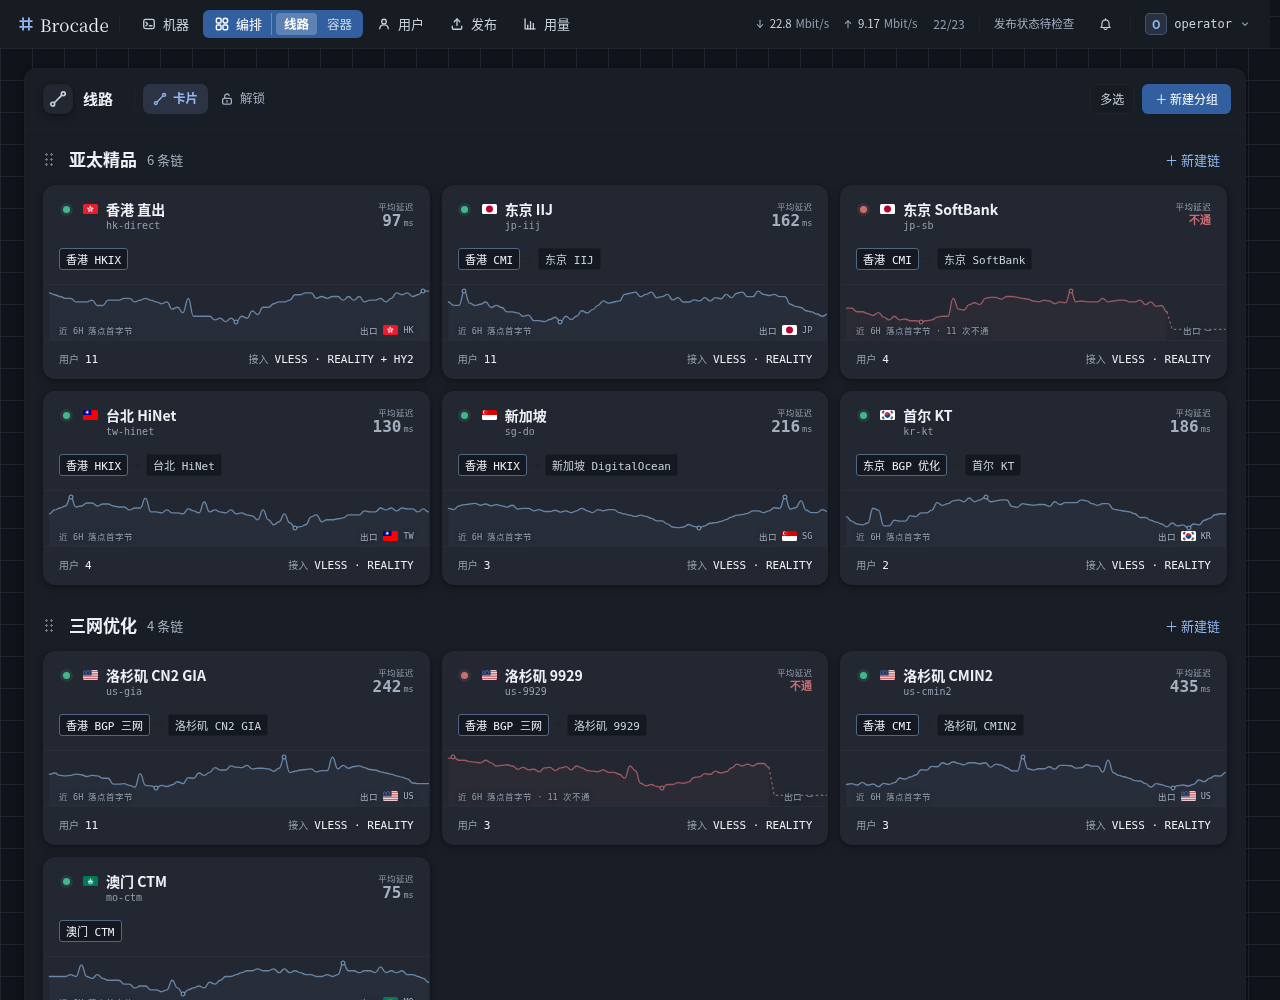 Brocade 机器 编排 线路 容器 用户 发布 用量 ↓ 22.8 Mbit/s ↑ 9.17 Mbit/s 22/23 发布状态待检查 O operator
线路 卡片 解锁 多选 + 新建分组
亚太精品 6 条链 + 新建链
香港 直出 平均延迟
hk-direct 97 ms
香港 HKIX
近 6H 落点首字节 出口 HK
用户 11 接入 VLESS · REALITY + HY2
东京 IIJ 平均延迟
jp-iij 162 ms
香港 CMI 东京 IIJ
近 6H 落点首字节 出口 JP
用户 11 接入 VLESS · REALITY
东京 SoftBank 平均延迟
jp-sb 不通
香港 CMI 东京 SoftBank
近 6H 落点首字节 · 11 次不通 出口
用户 4 接入 VLESS · REALITY
台北 HiNet 平均延迟
tw-hinet 130 ms
香港 HKIX 台北 HiNet
近 6H 落点首字节 出口 TW
用户 4 接入 VLESS · REALITY
新加坡 平均延迟
sg-do 216 ms
香港 HKIX 新加坡 DigitalOcean
近 6H 落点首字节 出口 SG
用户 3 接入 VLESS · REALITY
首尔 KT 平均延迟
kr-kt 186 ms
东京 BGP 优化 首尔 KT
近 6H 落点首字节 出口 KR
用户 2 接入 VLESS · REALITY
三网优化 4 条链 + 新建链
洛杉矶 CN2 GIA 平均延迟
us-gia 242 ms
香港 BGP 三网 洛杉矶 CN2 GIA
近 6H 落点首字节 出口 US
用户 11 接入 VLESS · REALITY
洛杉矶 9929 平均延迟
us-9929 不通
香港 BGP 三网 洛杉矶 9929
近 6H 落点首字节 · 11 次不通 出口
用户 3 接入 VLESS · REALITY
洛杉矶 CMIN2 平均延迟
us-cmin2 435 ms
香港 CMI 洛杉矶 CMIN2
近 6H 落点首字节 出口 US
用户 3 接入 VLESS · REALITY
澳门 CTM 平均延迟
mo-ctm 75 ms
澳门 CTM